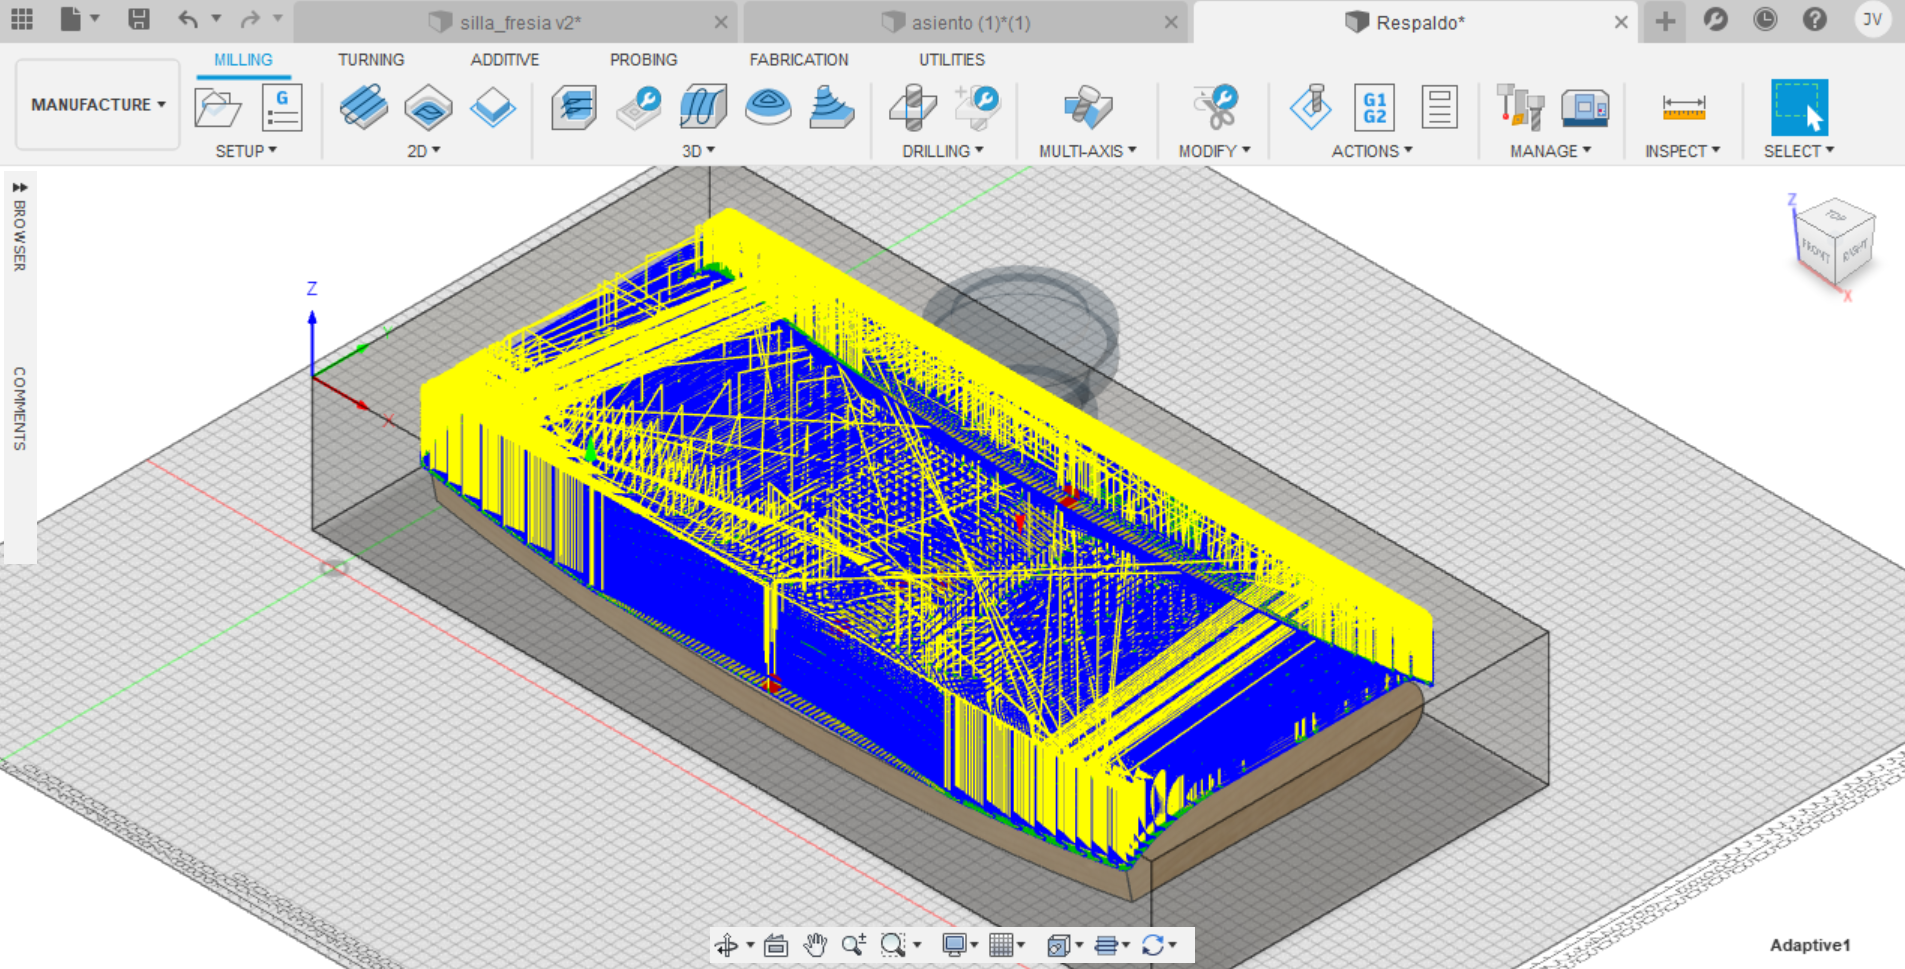 silla_fresia v2*
asiento (1)*(1)
Respaldo*
JV
MILLING
TURNING
ADDITIVE
PROBING
FABRICATION
UTILITIES
MANUFACTURE
G
G1
G2
SETUP
2D
3D
DRILLING
MULTI-AXIS
MODIFY
ACTIONS
MANAGE
INSPECT
SELECT
BROWSER
COMMENTS
Z
Y
X
Z
TOP
FRONT
RIGHT
X
Adaptive1